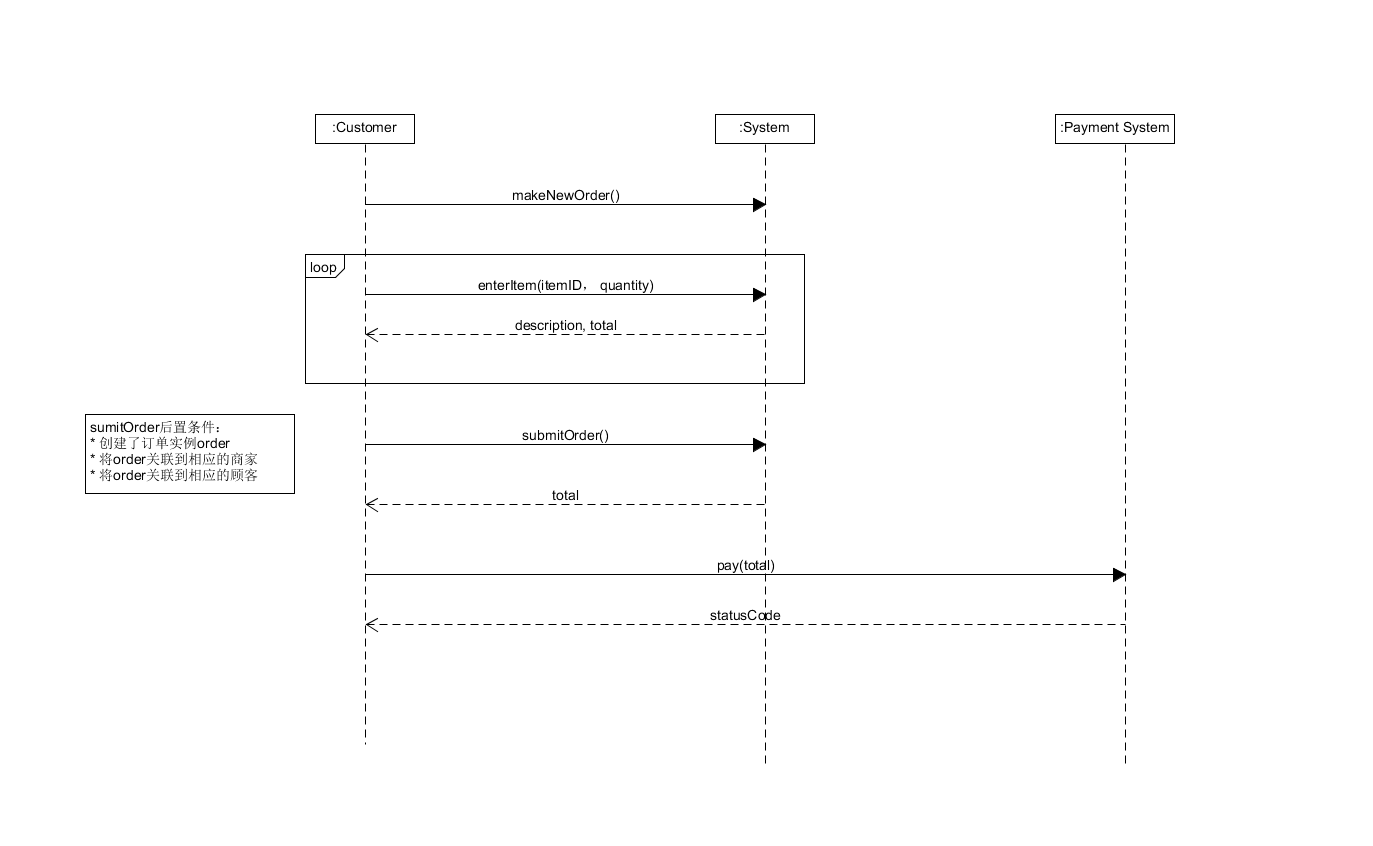 :Customer
:System
:Payment System
makeNewOrder()
loop
enterItem(itemID， quantity)
description, total
sumitOrder后置条件：
* 创建了订单实例order
* 将order关联到相应的商家
* 将order关联到相应的顾客
submitOrder()
total
pay(total)
statusCode